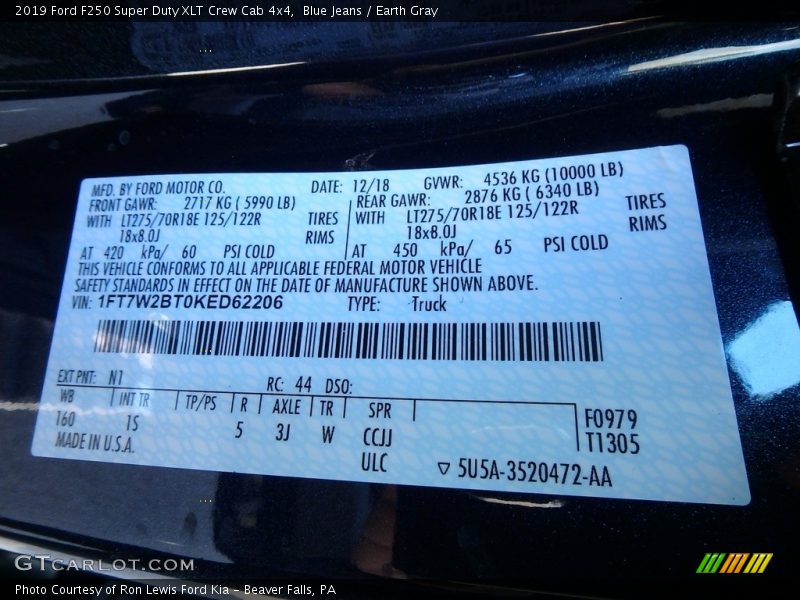 2019 Ford F250 Super Duty XLT Crew Cab 4x4, Blue Jeans / Earth Gray
MFD. BY FORD MOTOR CO. DATE: 12/18 GVWR: 4536 KG (10000 LB)
FRONT GAWR: 2717 KG ( 5990 LB) REAR GAWR: 2876 KG ( 6340 LB)
WITH LT275/70R18E 125/122R TIRES WITH LT275/70R18E 125/122R TIRES
18x8.0J RIMS 18x8.0J RIMS
AT 420 kPa/ 60 PSI COLD AT 450 kPa/ 65 PSI COLD
THIS VEHICLE CONFORMS TO ALL APPLICABLE FEDERAL MOTOR VEHICLE
SAFETY STANDARDS IN EFFECT ON THE DATE OF MANUFACTURE SHOWN ABOVE.
VIN: 1FT7W2BT0KED62206 TYPE: Truck
EXT PNT: N1 RC: 44 DSO:
WB INT TR TP/PS R AXLE TR SPR F0979
160 1S 5 3J W CCJJ T1305
MADE IN U.S.A. ULC ▽ 5U5A-3520472-AA
GTCARLOT.COM
Photo Courtesy of Ron Lewis Ford Kia - Beaver Falls, PA